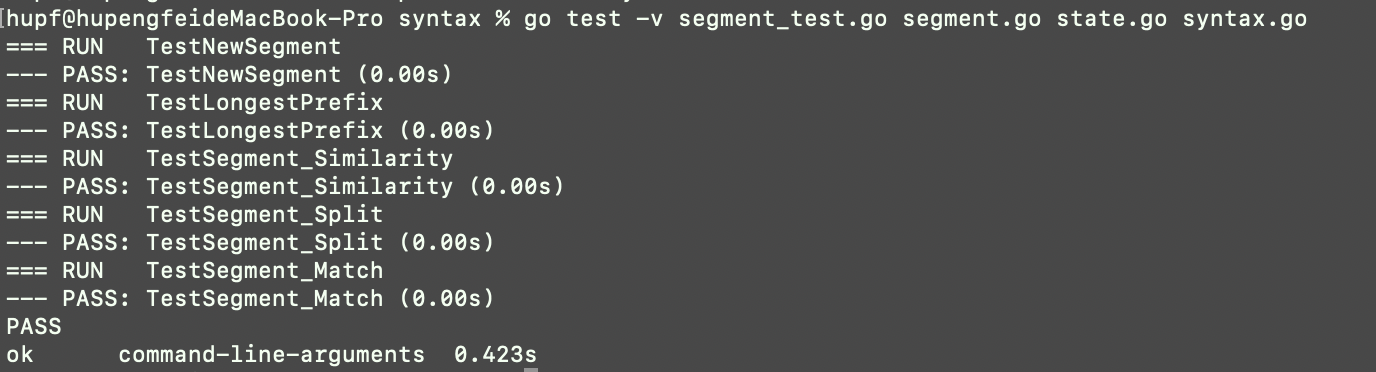 [hupf@hupengfeideMacBook-Pro syntax % go test -v segment_test.go segment.go state.go syntax.go
=== RUN   TestNewSegment
--- PASS: TestNewSegment (0.00s)
=== RUN   TestLongestPrefix
--- PASS: TestLongestPrefix (0.00s)
=== RUN   TestSegment_Similarity
--- PASS: TestSegment_Similarity (0.00s)
=== RUN   TestSegment_Split
--- PASS: TestSegment_Split (0.00s)
=== RUN   TestSegment_Match
--- PASS: TestSegment_Match (0.00s)
PASS
ok      command-line-arguments  0.423s